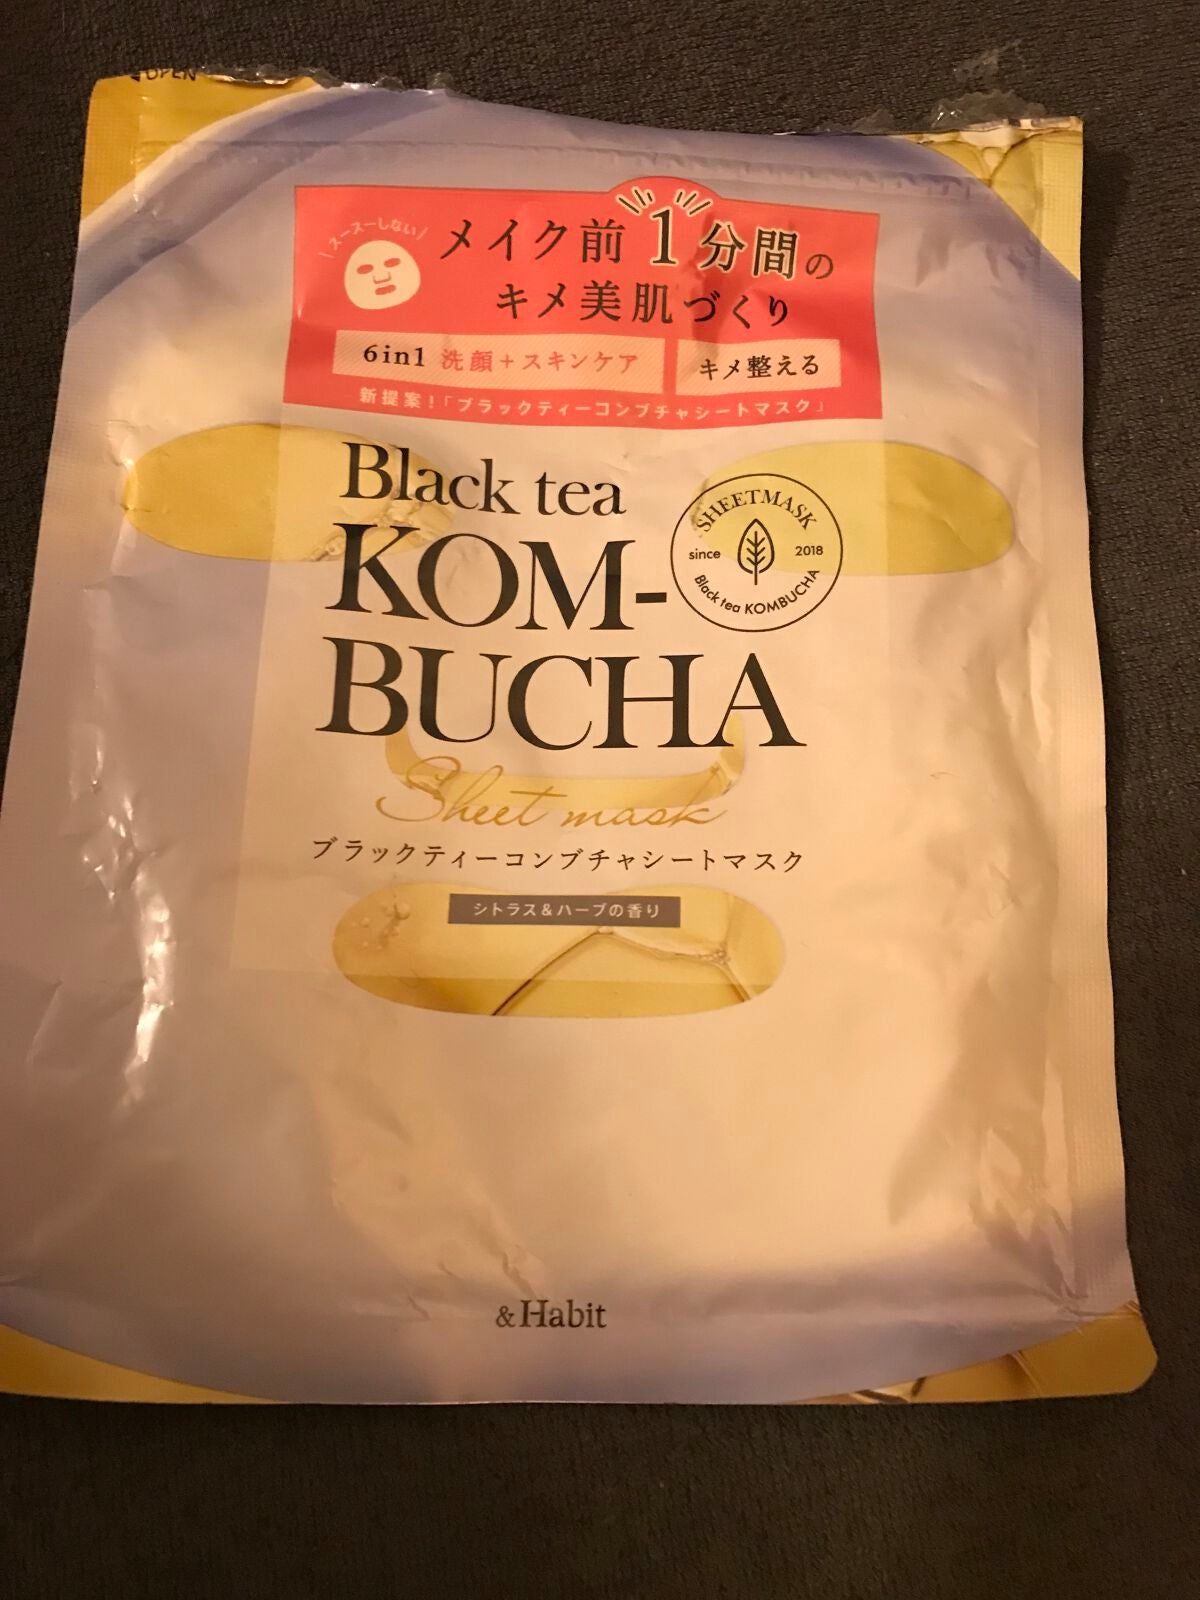 OPEN
スースーしない
メイク前1分間の
キメ美肌づくり
6in1 洗顔+スキンケア
キメ整える
新提案!「ブラックティーコンブチャシートマスク」
Black tea
KOM-
BUCHA
SHEETMASK
since 2018
Black tea KOMBUCHA
Sheet mask
ブラックティーコンブチャシートマスク
シトラス&ハーブの香り
&Habit